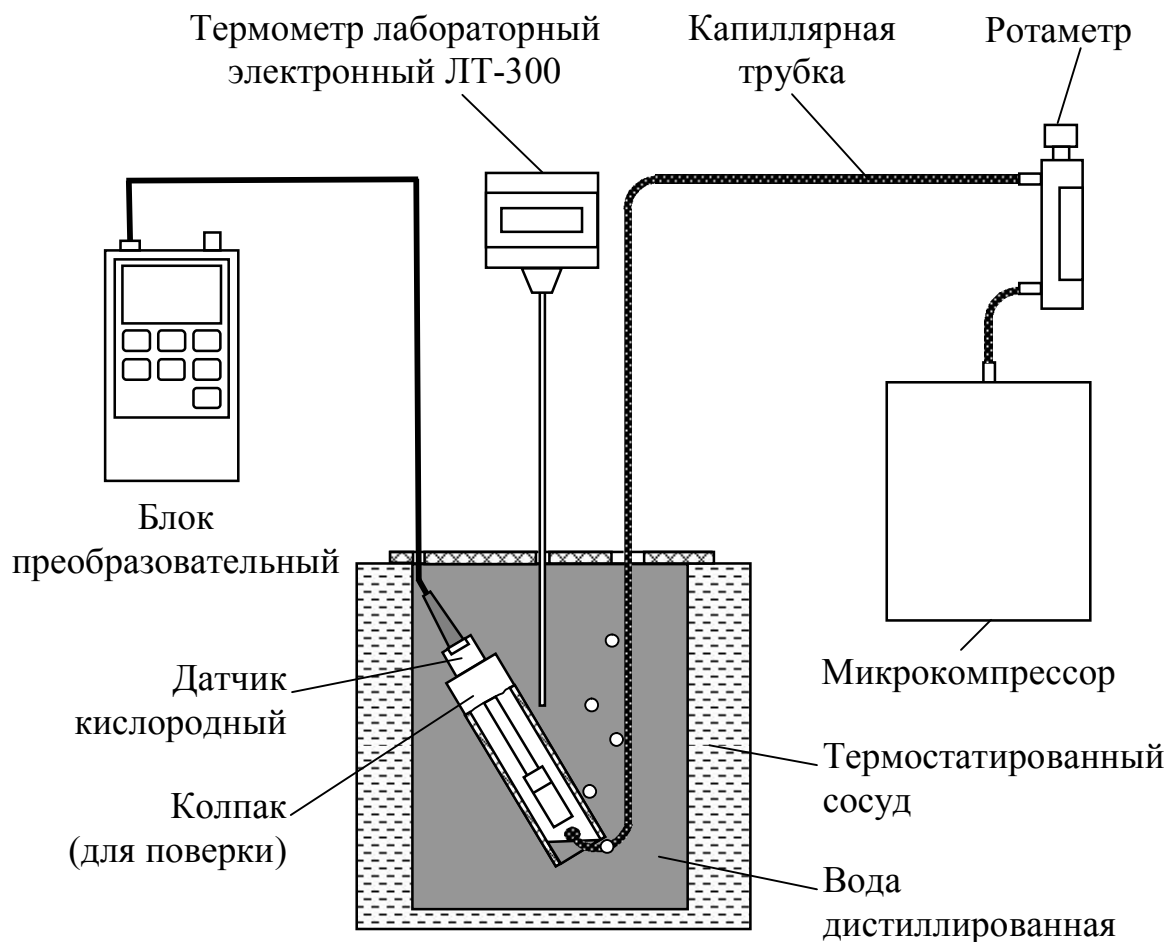 Термометр лабораторный
электронный ЛТ-300
Капиллярная
трубка
Ротаметр
Блок
преобразовательный
Датчик
кислородный
Колпак
(для поверки)
Микрокомпрессор
Термостатированный
сосуд
Вода
дистиллированная